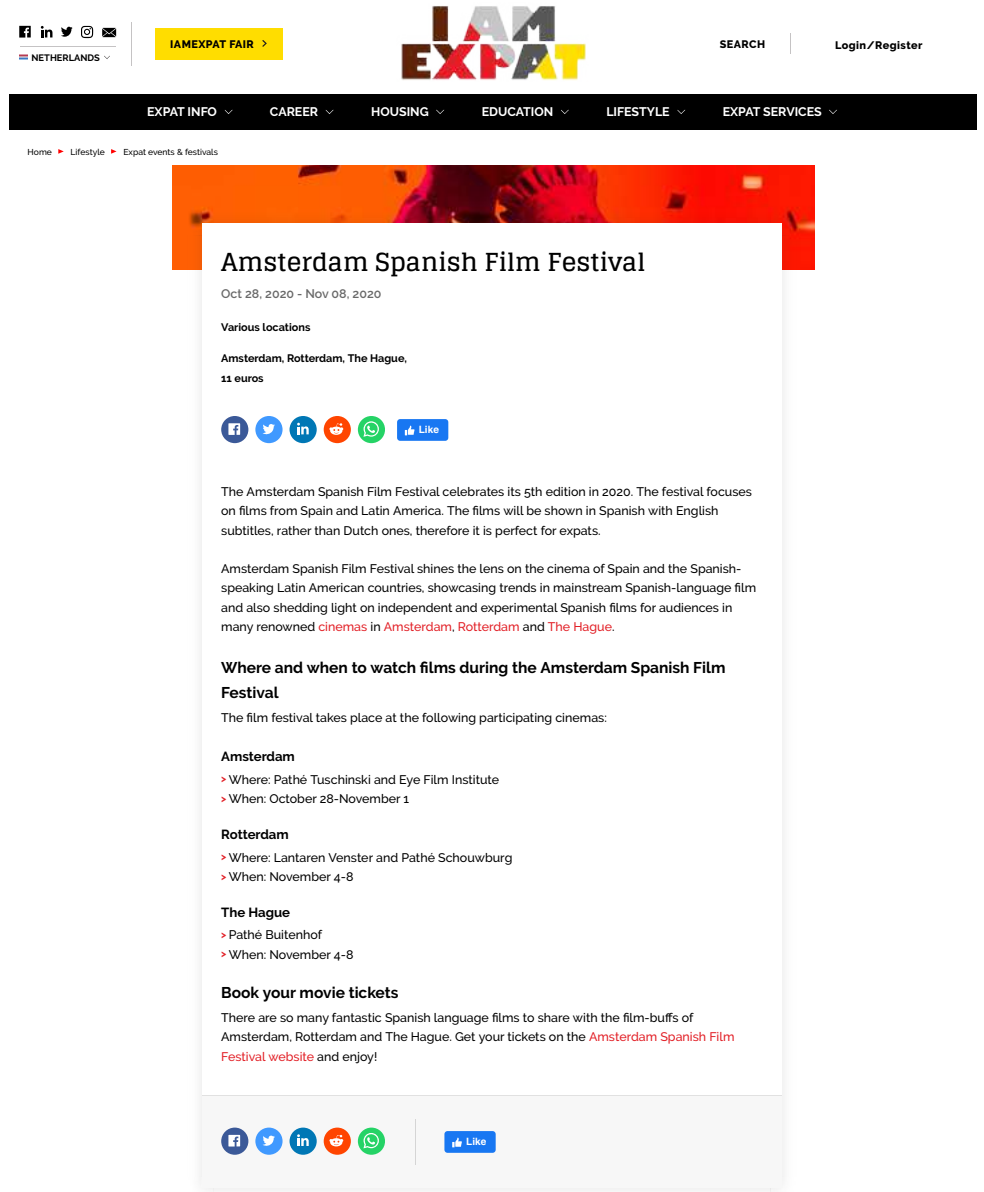 NETHERLANDS
IAMEXPAT FAIR
I AM
EXPAT
SEARCH
Login/Register
EXPAT INFO
CAREER
HOUSING
EDUCATION
LIFESTYLE
EXPAT SERVICES
Home ► Lifestyle ► Expat events & festivals
Amsterdam Spanish Film Festival
Oct 28, 2020 - Nov 08, 2020
Various locations
Amsterdam, Rotterdam, The Hague,
11 euros
Like
The Amsterdam Spanish Film Festival celebrates its 5th edition in 2020. The festival focuses
on films from Spain and Latin America. The films will be shown in Spanish with English
subtitles, rather than Dutch ones, therefore it is perfect for expats.
Amsterdam Spanish Film Festival shines the lens on the cinema of Spain and the Spanish-
speaking Latin American countries, showcasing trends in mainstream Spanish-language film
and also shedding light on independent and experimental Spanish films for audiences in
many renowned cinemas in Amsterdam, Rotterdam and The Hague.
Where and when to watch films during the Amsterdam Spanish Film
Festival
The film festival takes place at the following participating cinemas:
Amsterdam
> Where: Pathé Tuschinski and Eye Film Institute
> When: October 28-November 1
Rotterdam
> Where: Lantaren Venster and Pathé Schouwburg
> When: November 4-8
The Hague
> Pathé Buitenhof
> When: November 4-8
Book your movie tickets
There are so many fantastic Spanish language films to share with the film-buffs of
Amsterdam, Rotterdam and The Hague. Get your tickets on the Amsterdam Spanish Film
Festival website and enjoy!
Like